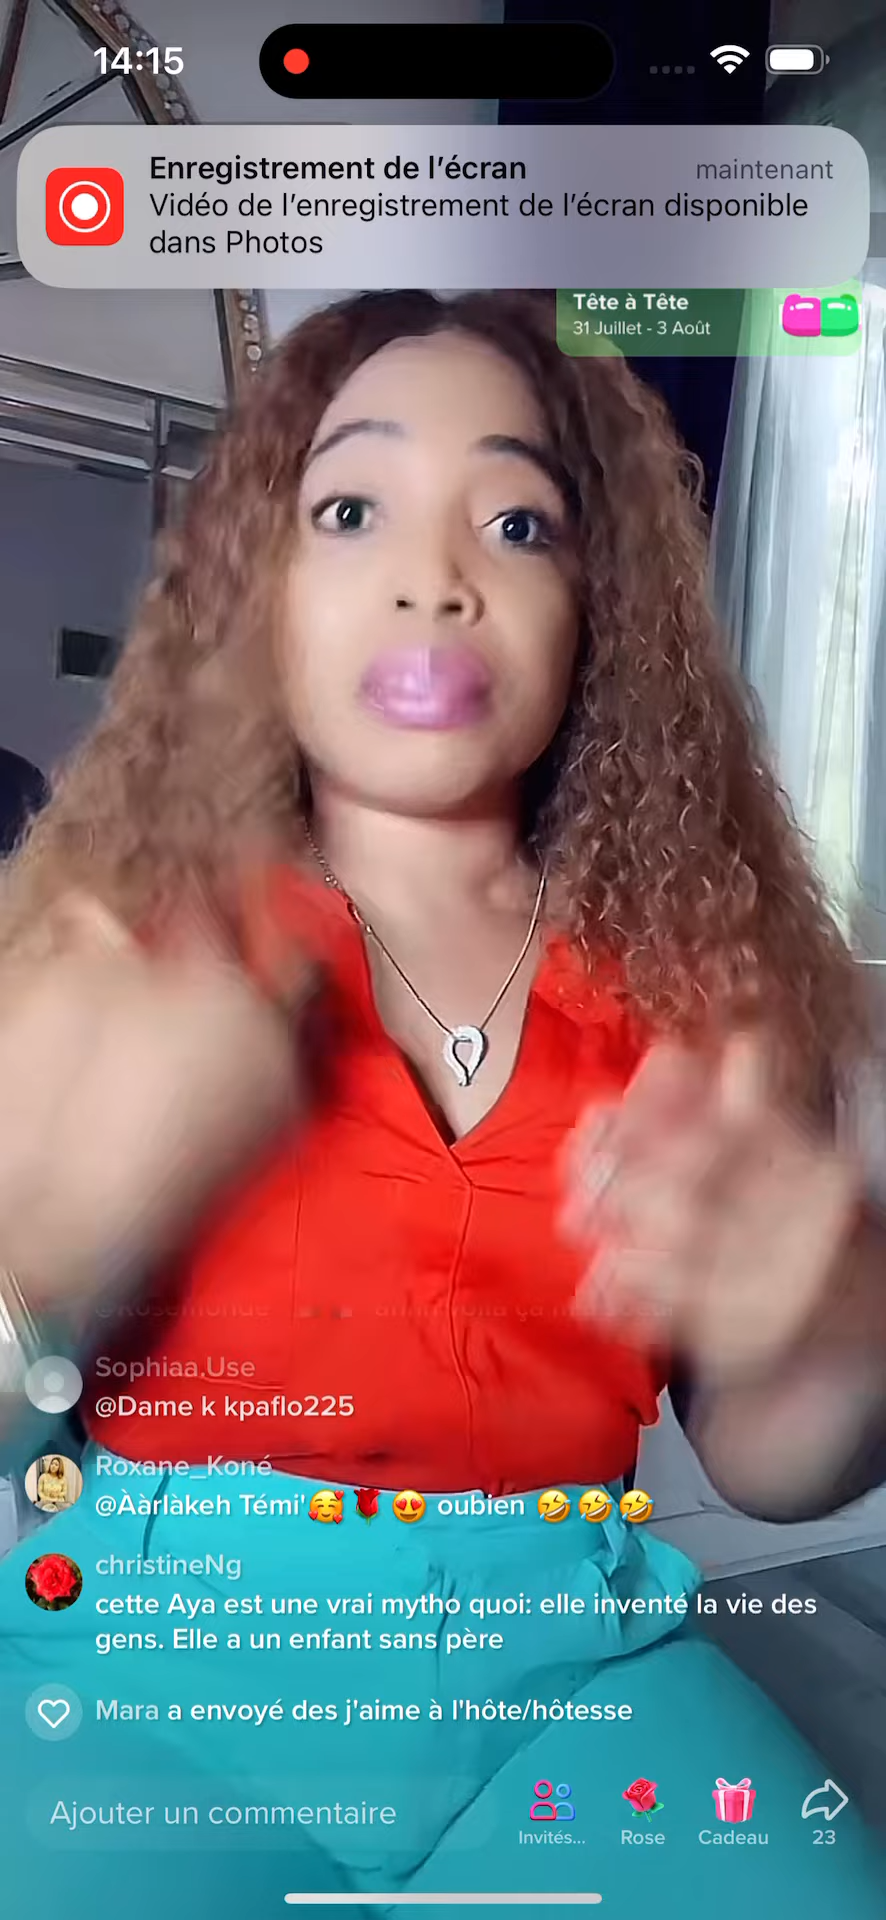 14:15
Enregistrement de l'écran
maintenant
Vidéo de l'enregistrement de l'écran disponible
dans Photos
Tête à Tête
31 Juillet - 3 Août
Sophiaa.Use
@Dame k kpaflo225
Roxane_Koné
@Ààrlàkeh Témi'🥰🌹😍 oubien 🤣🤣🤣
christineNg
cette Aya est une vrai mytho quoi: elle inventé la vie des
gens. Elle a un enfant sans père
Mara a envoyé des j'aime à l'hôte/hôtesse
Ajouter un commentaire
Invités...
Rose
Cadeau
23